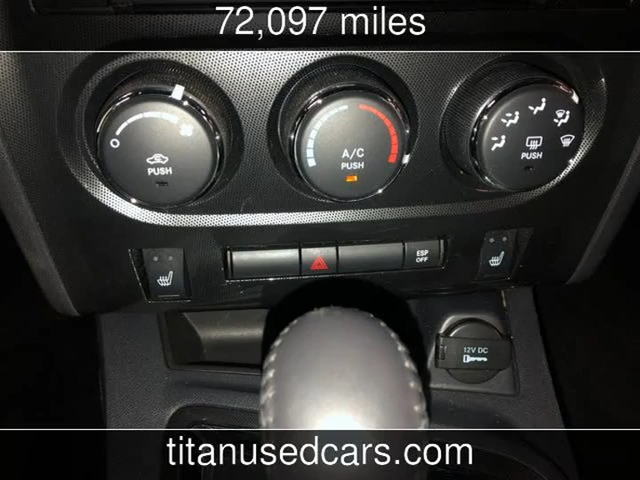 72,097 miles
O
PUSH
A/C
PUSH
PUSH
ESP
OFF
12V DC
titanusedcars.com